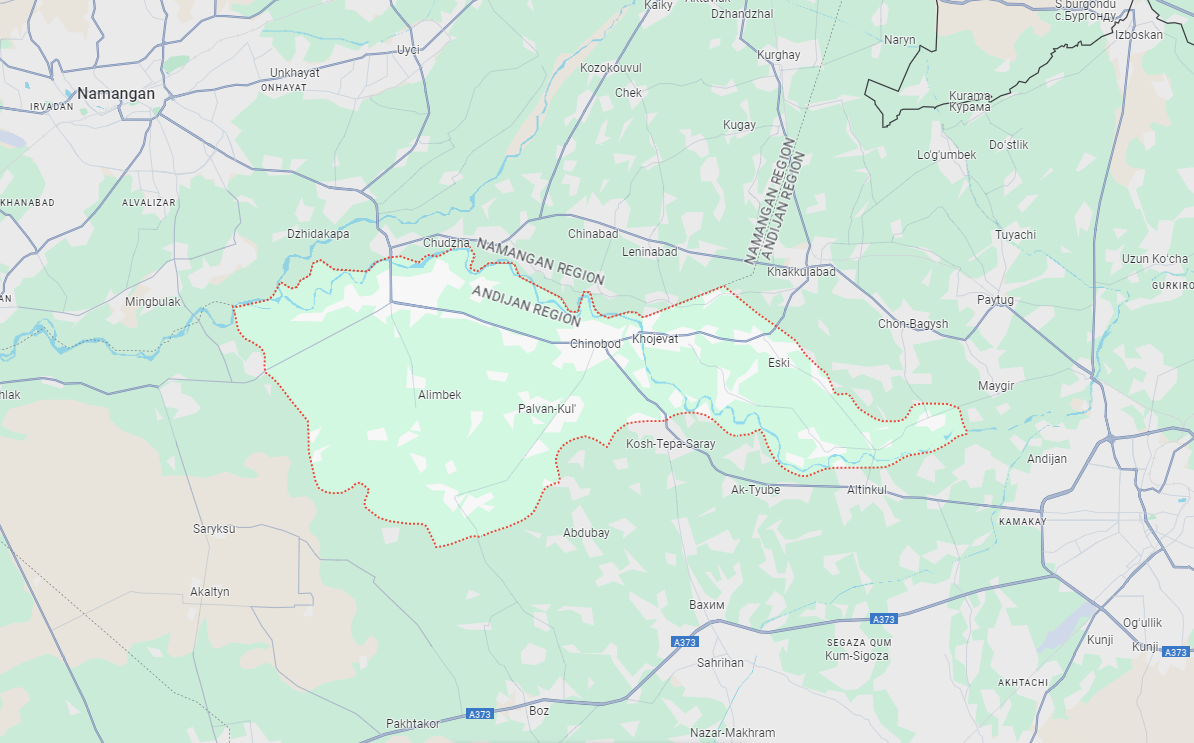 Kaiky
Aktavlak
Dzhandzhal
S.burgondu
с.Бургонду
Izboskan
Uyci
Kurghay
Naryn
Kozokouvul
Unkhayat
ONHAYAT
Namangan
IRVADAN
Chek
Kurama
Курама
Kugay
Lo'g'umbek
Do'stlik
KHANABAD
ALVALIZAR
NAMANGAN REGION
ANDIJAN REGION
Dzhidakapa
Chudzha
Chinabad
Leninabad
NAMANGAN REGION
ANDIJAN REGION
Tuyachi
Uzun Ko'cha
Khakkulabad
GURKIRO
AN
Mingbulak
Paytug
Chon-Bagysh
Chinobod
Khojevat
Eski
hlak
Alimbek
Palvan-Kul'
Maygir
Kosh-Tepa-Saray
Andijan
Ak-Tyube
Altinkul
KAMAKAY
Saryksu
Abdubay
Akaltyn
Вахим
A373
Og'ullik
A373
SEGAZA QUM
Kum-Sigoza
Kunji
Kunji
A373
Sahrihan
AKHTACHI
Boz
A373
Pakhtakor
Nazar-Makhram